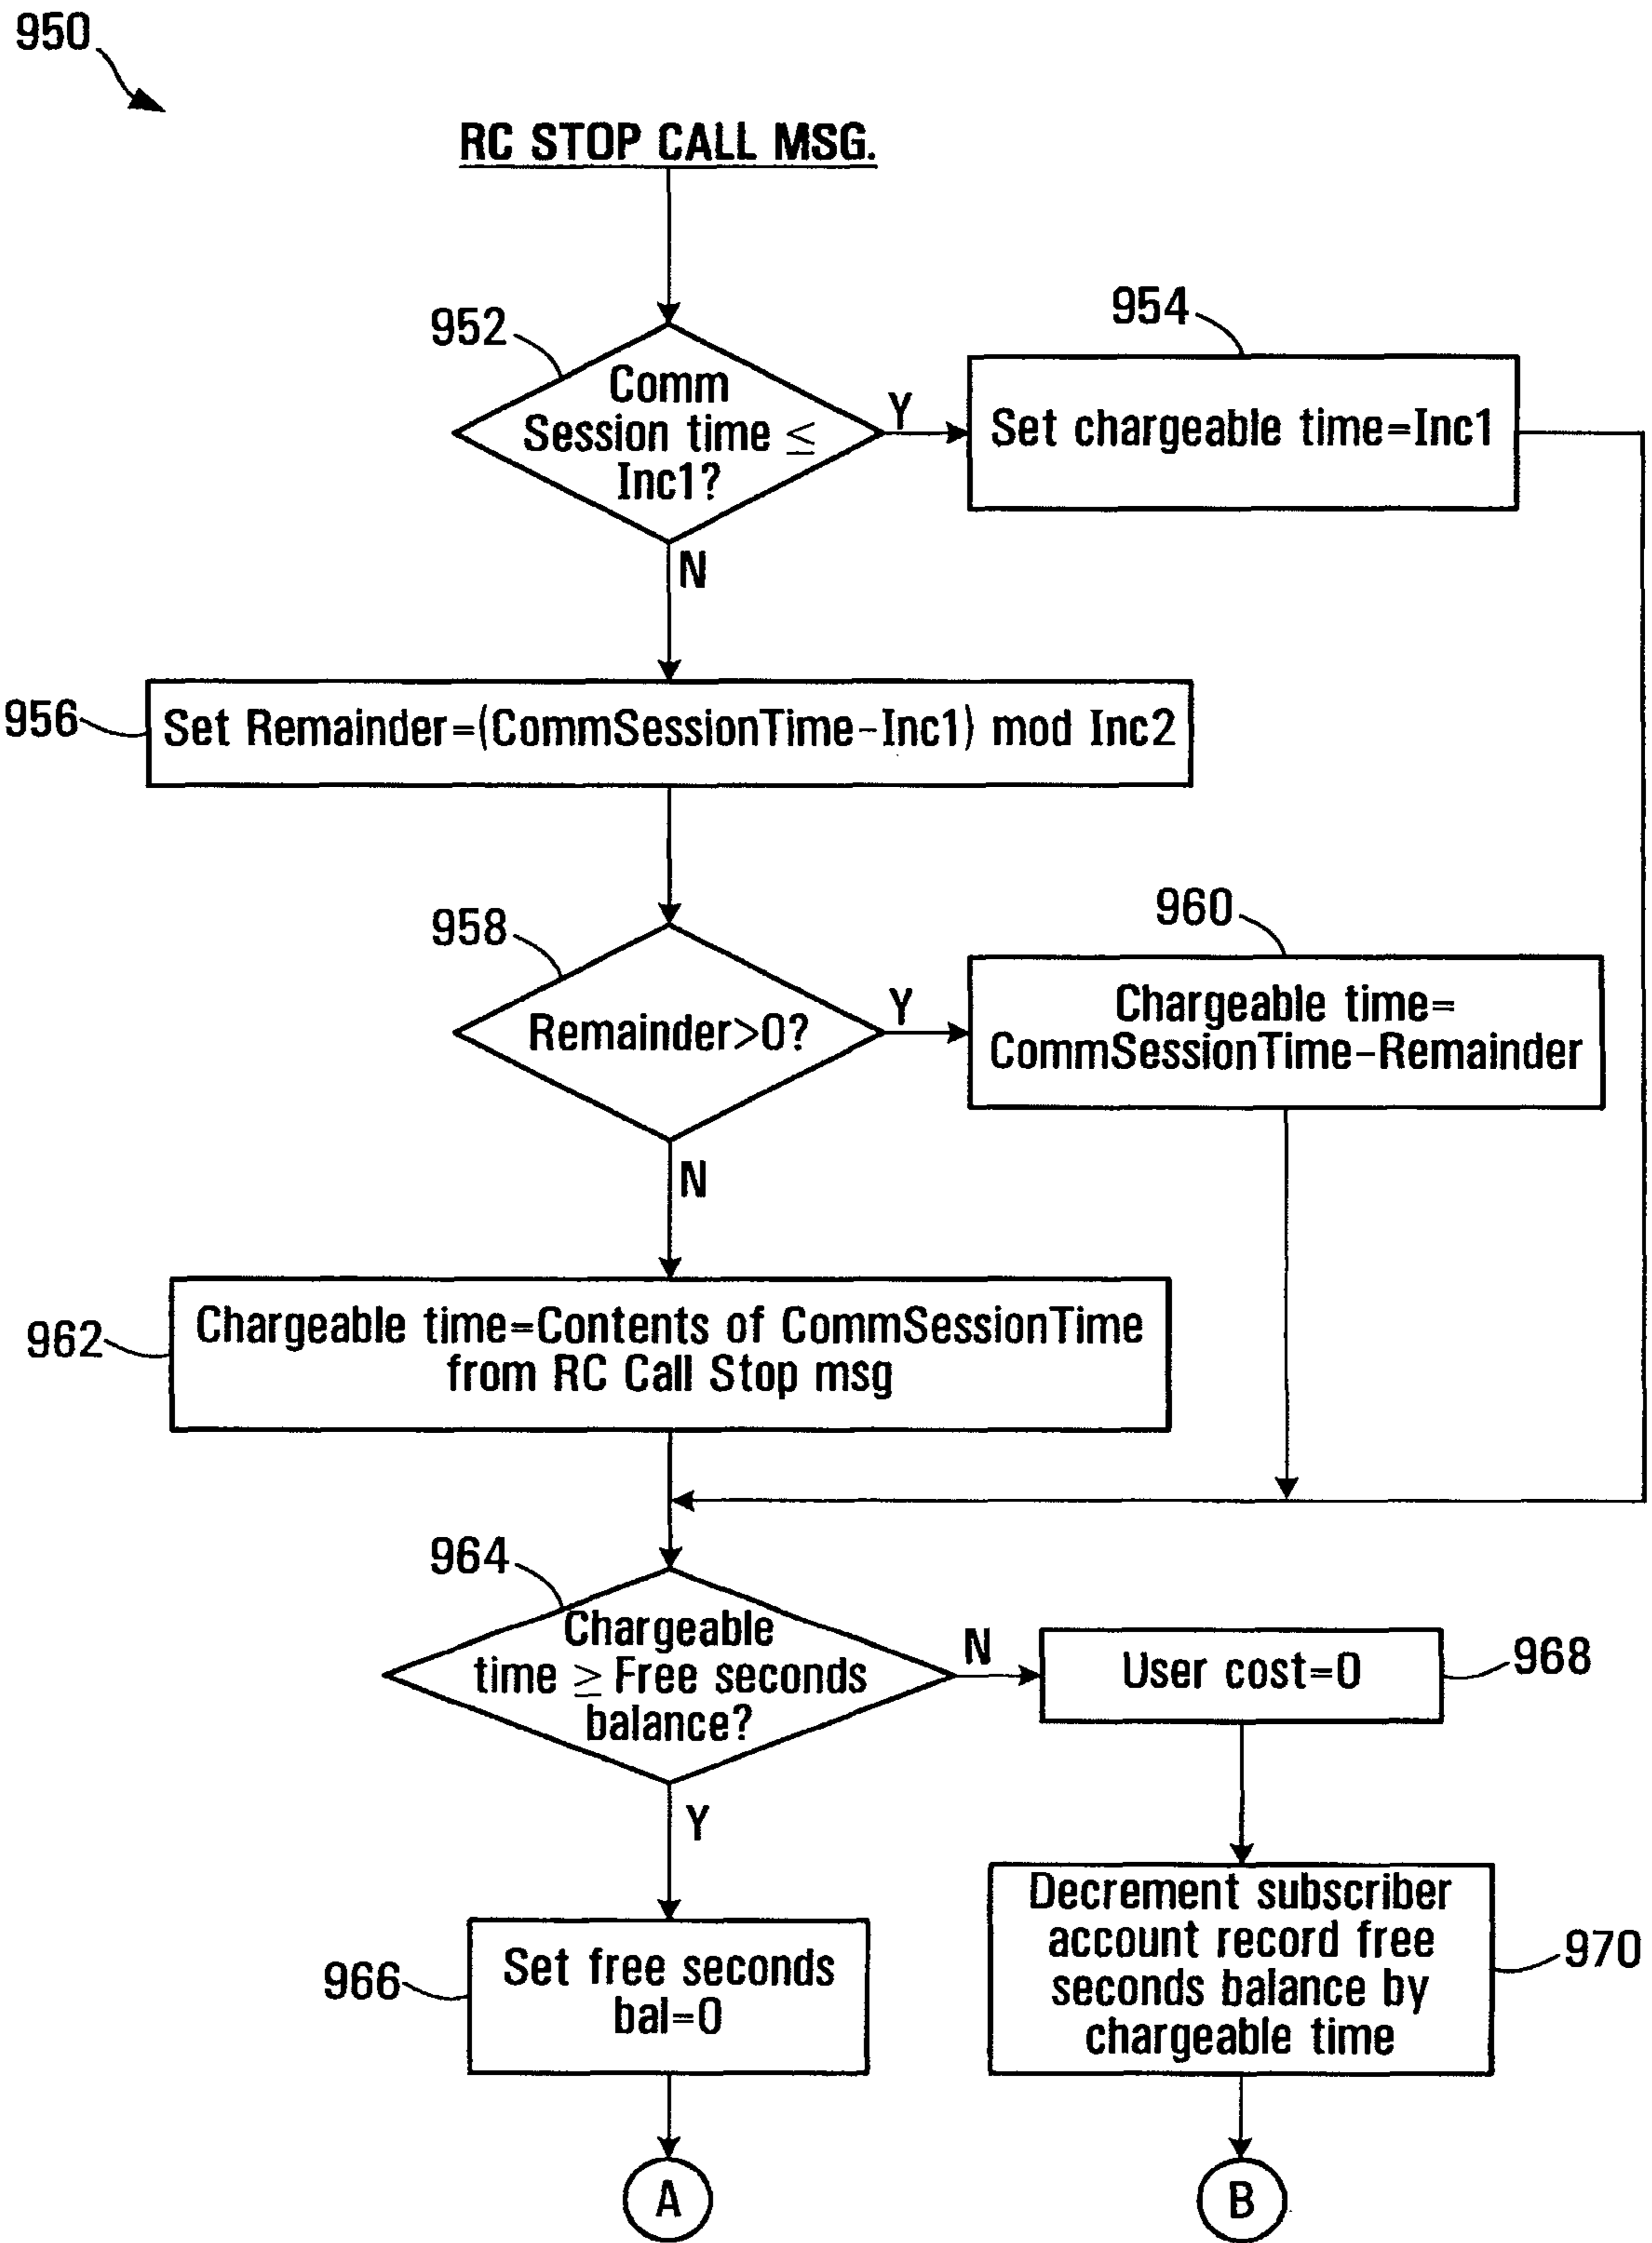 950
RC STOP CALL MSG.
952
Comm
Session time ≤
Inc1?
Y
954
Set chargeable time=Inc1
N
956
Set Remainder=(CommSessionTime-Inc1) mod Inc2
958
Remainder>0?
Y
960
Chargeable time=
CommSessionTime-Remainder
N
962
Chargeable time=Contents of CommSessionTime
from RC Call Stop msg
964
Chargeable
time ≥ Free seconds
balance?
N
User cost=0
968
Y
966
Set free seconds
bal=0
Decrement subscriber
account record free
seconds balance by
chargeable time
970
A
B